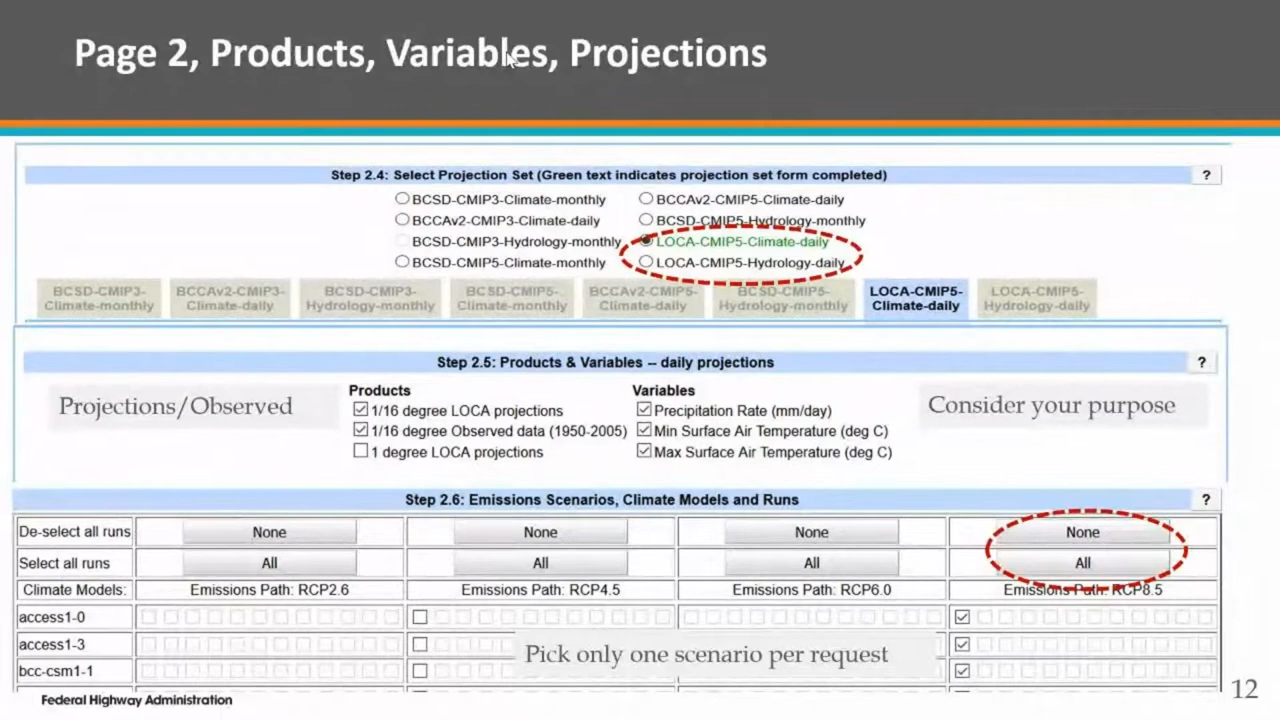 Page 2, Products, Variables, Projections
Step 2.4: Select Projection Set (Green text indicates projection set form completed)
?
BCSD-CMIP3-Climate-monthly
BCCAv2-CMIP5-Climate-daily
BCCAv2-CMIP3-Climate-daily
BCSD-CMIP5-Hydrology-monthly
BCSD-CMIP3-Hydrology-monthly
LOCA-CMIP5-Climate-daily
BCSD-CMIP5-Climate-monthly
LOCA-CMIP5-Hydrology-daily
BCSD-CMIP3-
Climate-monthly
BCCAv2-CMIP3-
Climate-daily
BCSD-CMIP3-
Hydrology-monthly
BCSD-CMIP5-
Climate-monthly
BCCAv2-CMIP5-
Climate-daily
BCSD-CMIP5-
Hydrology-monthly
LOCA-CMIP5-
Climate-daily
LOCA-CMIP5-
Hydrology-daily
Step 2.5: Products & Variables -- daily projections
?
Projections/Observed
Products
1/16 degree LOCA projections
1/16 degree Observed data (1950-2005)
1 degree LOCA projections
Variables
Precipitation Rate (mm/day)
Min Surface Air Temperature (deg C)
Max Surface Air Temperature (deg C)
Consider your purpose
Step 2.6: Emissions Scenarios, Climate Models and Runs
?
De-select all runs None None None None
Select all runs All All All All
Climate Models: Emissions Path: RCP2.6 Emissions Path: RCP4.5 Emissions Path: RCP6.0 Emissions Path: RCP8.5
access1-0
access1-3
Pick only one scenario per request
bcc-csm1-1
Federal Highway Administration
12